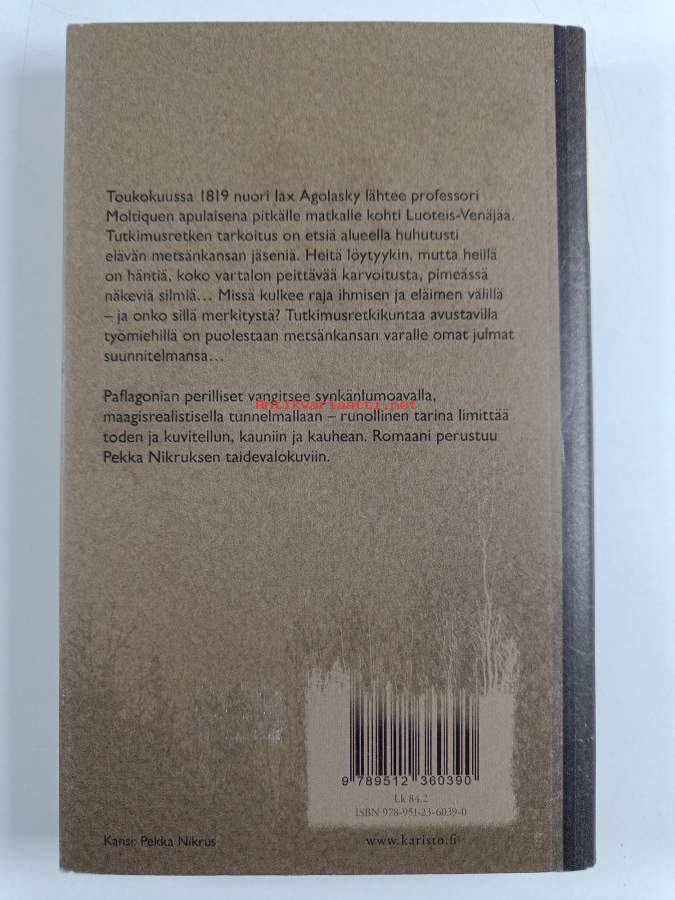 Toukokuussa 1819 nuori Iax Agolasky lähtee professori
Moltiquen apulaisena pitkälle matkalle kohti Luoteis-Venäjää.
Tutkimusretken tarkoitus on etsiä alueella huhutusti
elävän metsänkansan jäseniä. Heitä löytyykin, mutta heillä
on häntiä, koko vartalon peittävää karvoitusta, pimeässä
näkeviä silmiä… Missä kulkee raja ihmisen ja eläimen välillä
– ja onko sillä merkitystä? Tutkimusretkikuntaa avustavilla
työmiehillä on puolestaan metsänkansan varalle omat julmat
suunnitelmansa…
Paflagonian perilliset vangitsee synkänlumoavalla,
Antikvariaatti.net
maagisrealistisella tunnelmallaan – runollinen tarina limittää
toden ja kuvitellun, kauniin ja kauhean. Romaani perustuu
Pekka Nikruksen taidevalokuviin.
9 789512 360390
Lk 84.2
ISBN 978-951-23-6039-0
Kansi: Pekka Nikrus
www.karisto.fi